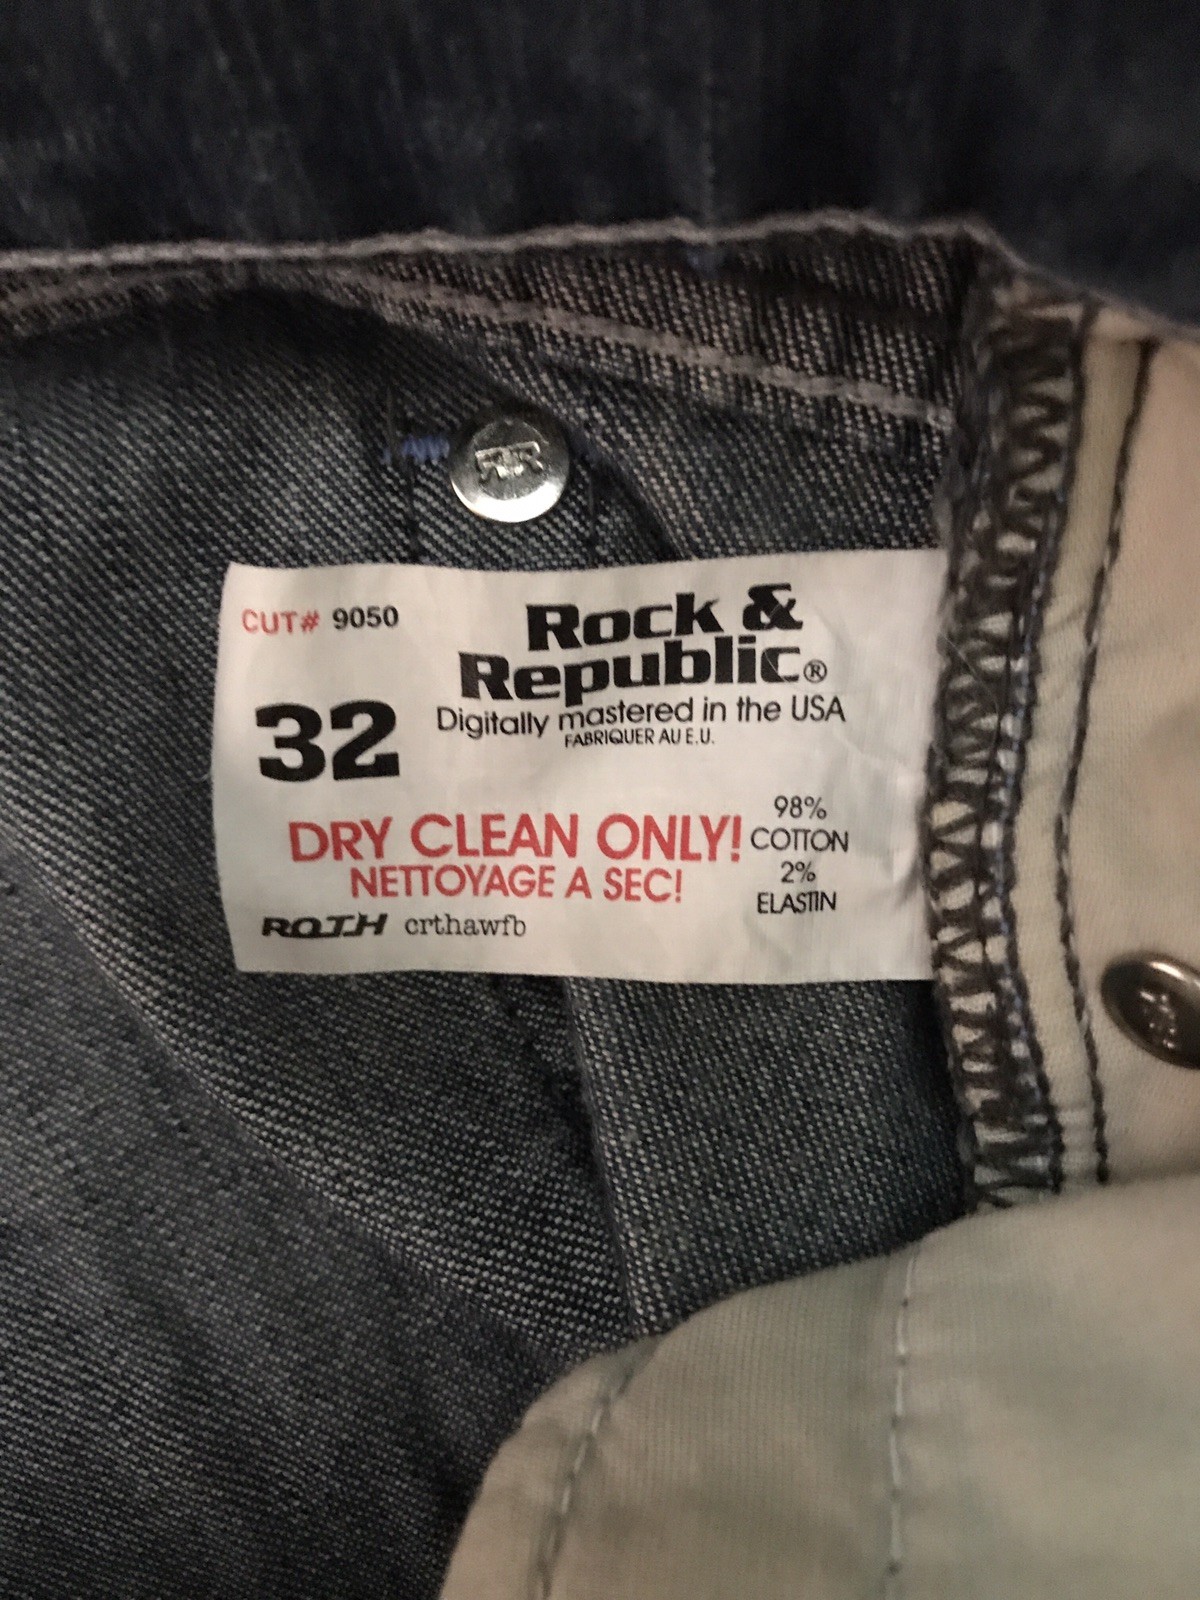 CUT# 9050
Rock &
Republic®
32
Digitally mastered in the USA
FABRIQUER AU E.U.
DRY CLEAN ONLY!
NETTOYAGE A SEC!
98%
COTTON
2%
ELASTIN
ROTH crthawfb